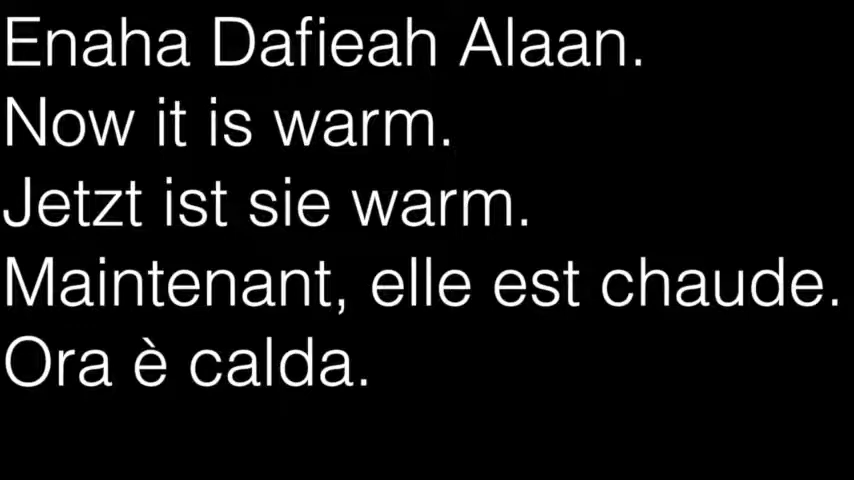 Enaha Dafieah Alaan.
Now it is warm.
Jetzt ist sie warm.
Maintenant, elle est chaude.
Ora è calda.